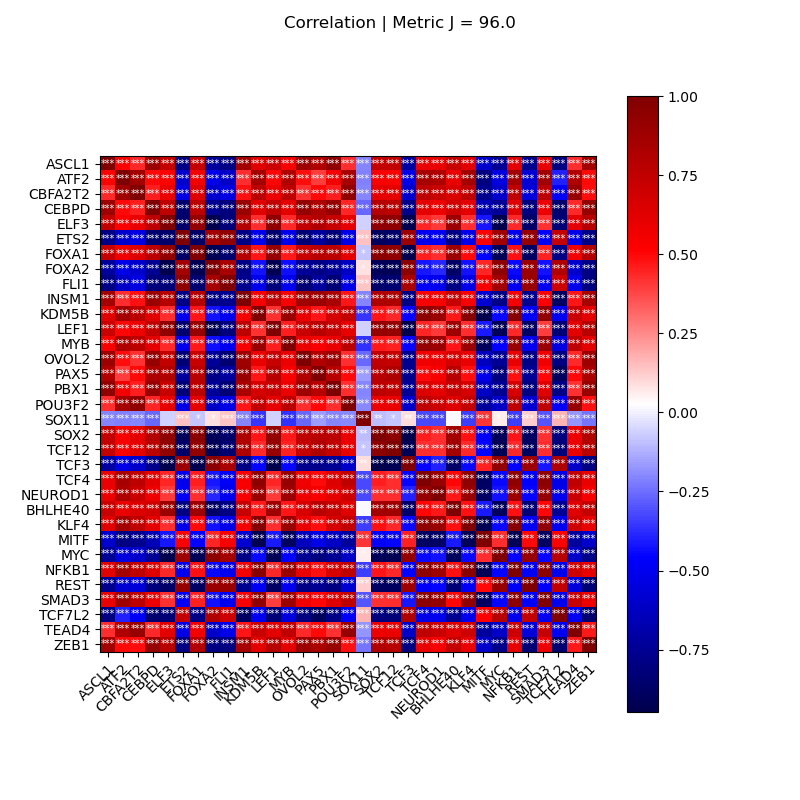 Correlation | Metric J = 96.0
ASCL1
ATF2
CBFA2T2
CEBPD
ELF3
ETS2
FOXA1
FOXA2
FLI1
INSM1
KDM5B
LEF1
MYB
OVOL2
PAX5
PBX1
POU3F2
SOX11
SOX2
TCF12
TCF3
TCF4
NEUROD1
BHLHE40
KLF4
MITF
MYC
NFKB1
REST
SMAD3
TCF7L2
TEAD4
ZEB1
ASCL1
ATF2
CBFA2T2
CEBPD
ELF3
ETS2
FOXA1
FOXA2
FLI1
INSM1
KDM5B
LEF1
MYB
OVOL2
PAX5
PBX1
POU3F2
SOX11
SOX2
TCF12
TCF3
TCF4
NEUROD1
BHLHE40
KLF4
MITF
MYC
NFKB1
REST
SMAD3
TCF7L2
TEAD4
ZEB1
1.00
0.75
0.50
0.25
0.00
−0.25
−0.50
−0.75